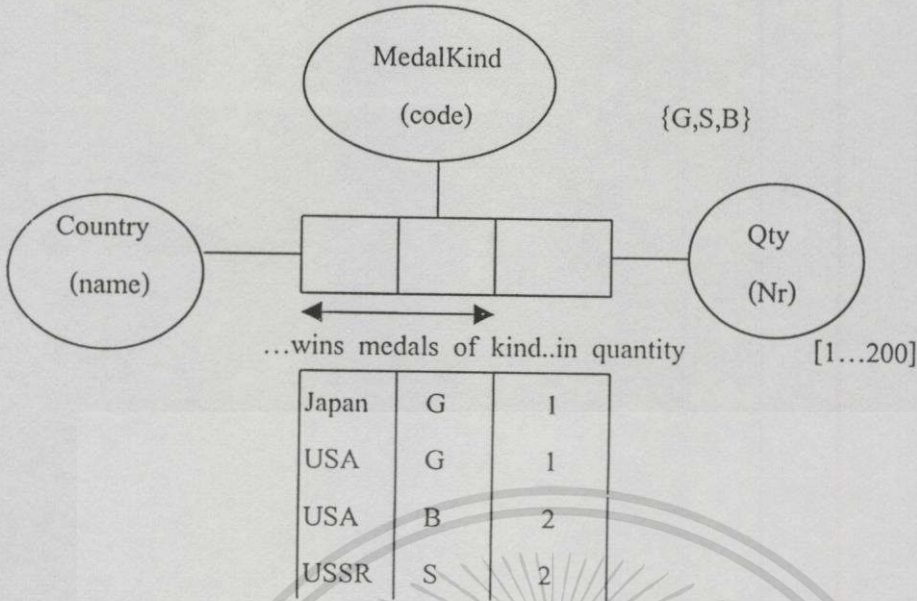 MedalKind
(code)
{G,S,B}
Country
(name)
Qty
(Nr)
...wins medals of kind..in quantity
[1...200]
Japan G 1
USA G 1
USA B 2
USSR S 2